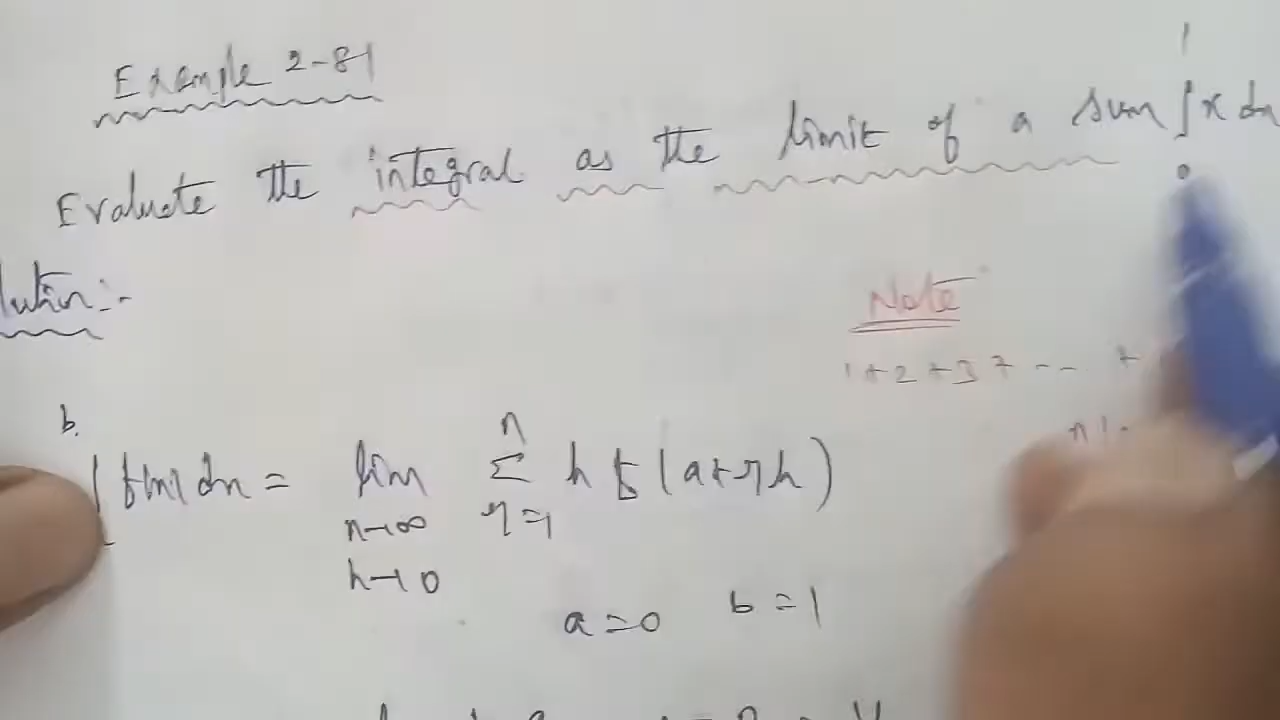 Example 2-81
Evaluate the integral as the limit of a sum ∫₀¹ x dx
lution:-
Note
1+2+3+ -- +
n(
∫ᵇ f(x) dx = lim n→∞ h→0 Σ r=1 n h f(a+rh)
a=0 b=1